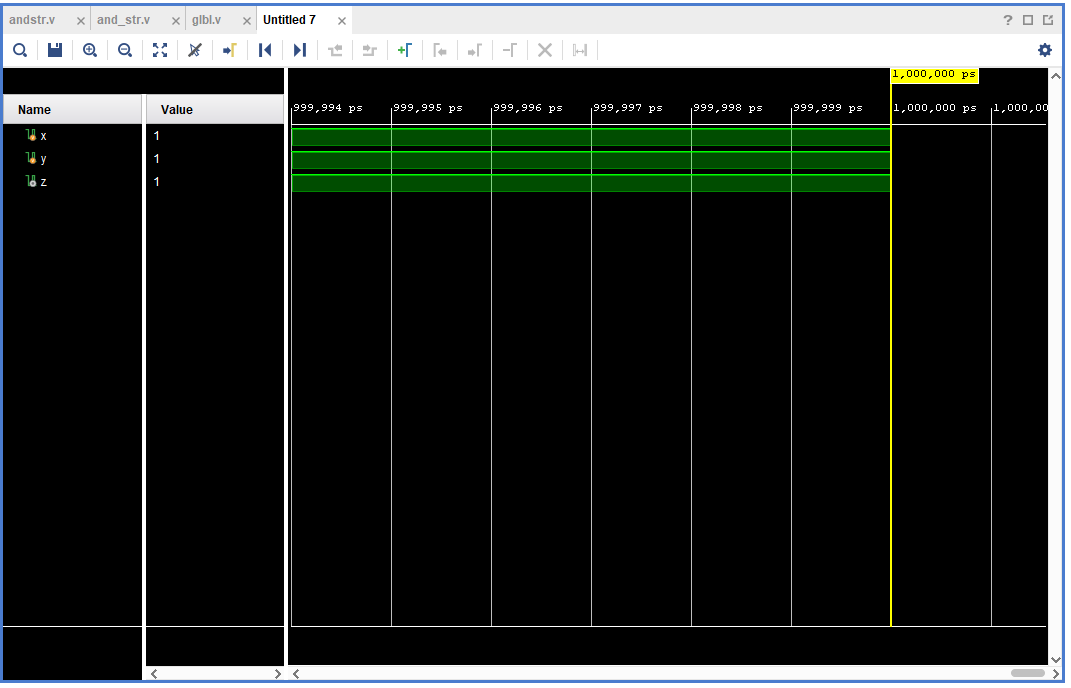 andstr.v and_str.v glbl.v Untitled 7
1,000,000 ps
Name Value
999,994 ps 999,995 ps 999,996 ps 999,997 ps 999,998 ps 999,999 ps 1,000,000 ps 1,000,00
x 1
y 1
z 1